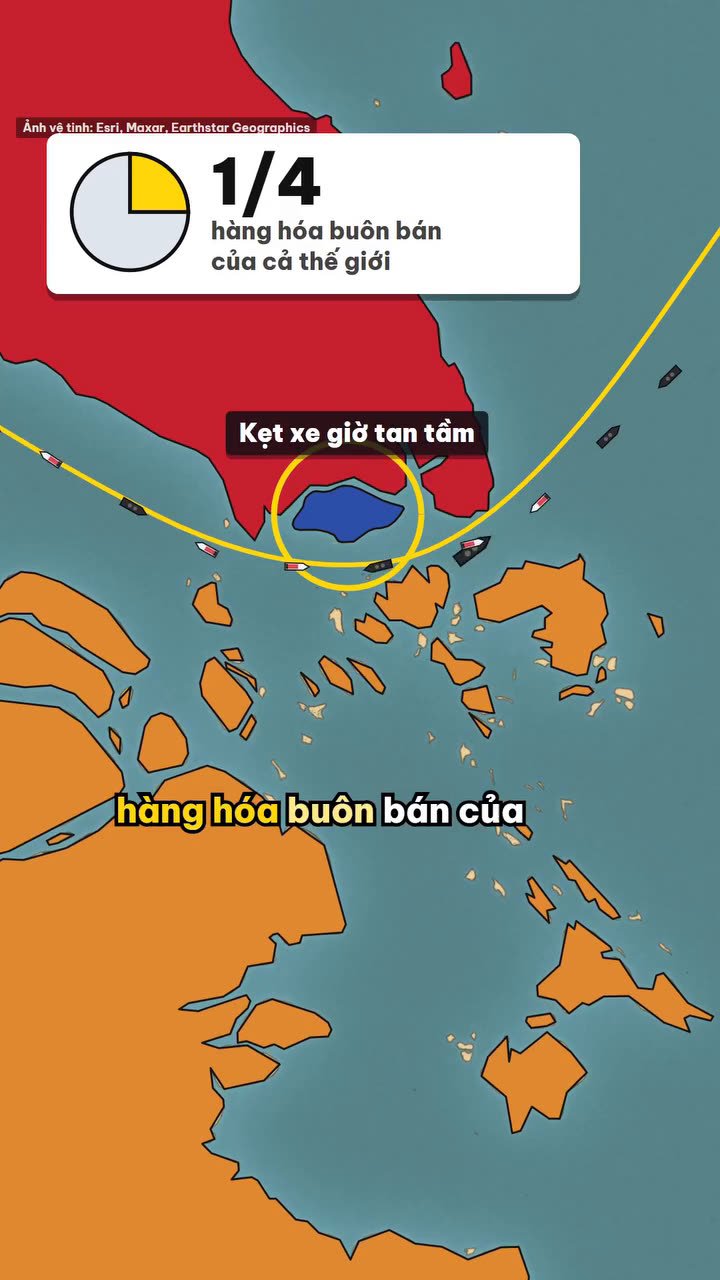 Ảnh vệ tinh: Esri, Maxar, Earthstar Geographics
1/4
hàng hóa buôn bán
của cả thế giới
Kẹt xe giờ tan tầm
hàng hóa buôn bán của